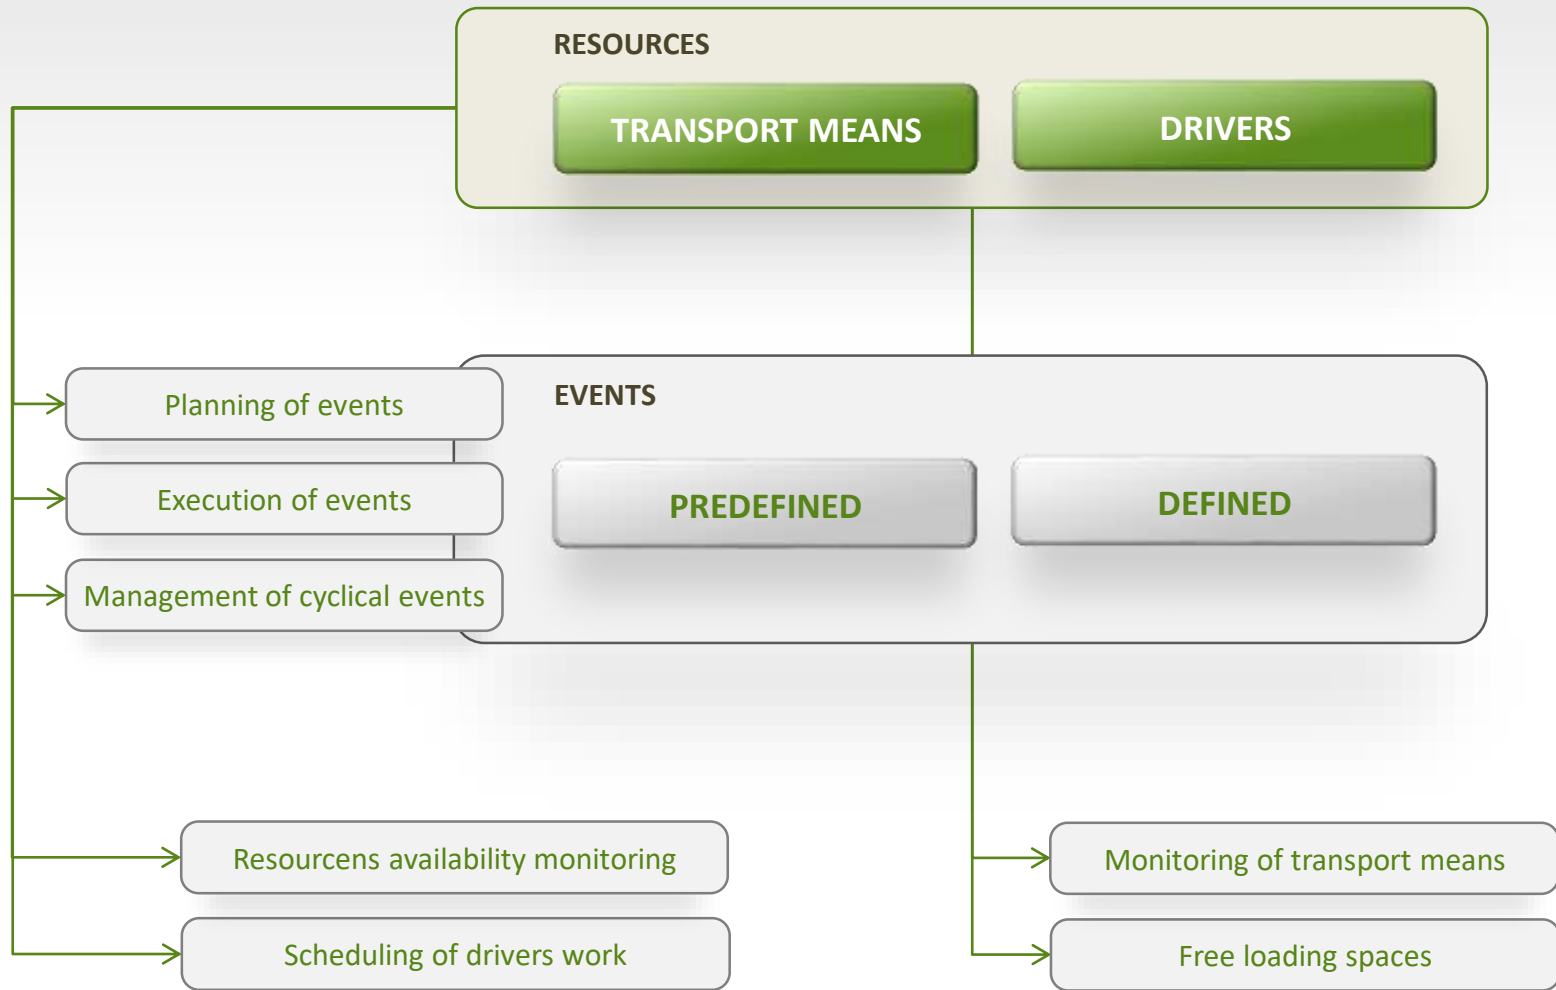 RESOURCES
TRANSPORT MEANS
DRIVERS
Planning of events
EVENTS
Execution of events
PREDEFINED
DEFINED
Management of cyclical events
Resourcens availability monitoring
Monitoring of transport means
Scheduling of drivers work
Free loading spaces